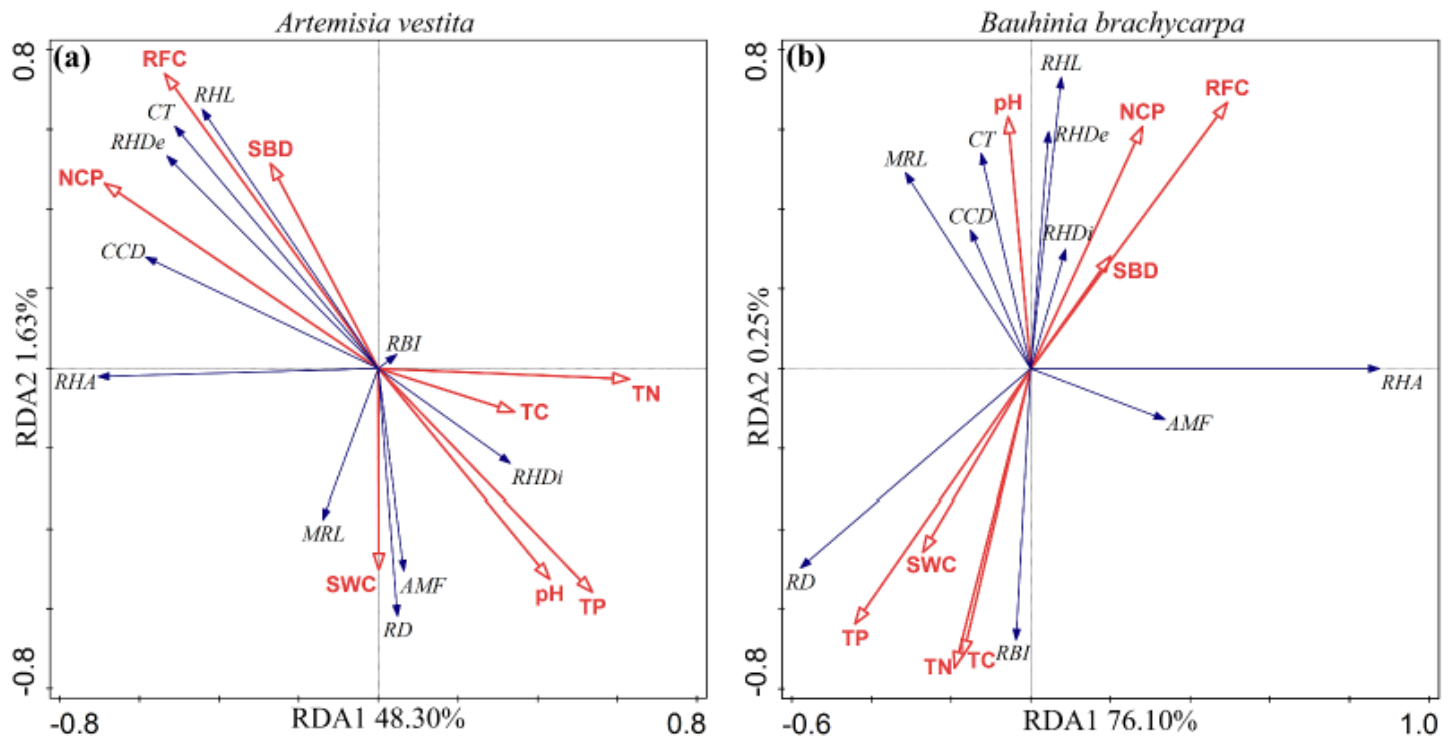 Artemisia vestita
(a)
0.8
RFC
RHL
CT
SBD
RHDe
NCP
CCD
RBI
RHA
TN
TC
RHDi
MRL
SWC
AMF
pH
TP
RD
RDA2 1.63%
-0.8
-0.8
RDA1 48.30%
0.8
Bauhinia brachycarpa
(b)
0.8
RHL
RFC
pH
NCP
CT
RHDe
MRL
CCD
RHDi
SBD
RHA
AMF
RD
SWC
TP
TN
TC
RBI
RDA2 0.25%
-0.8
-0.6
RDA1 76.10%
1.0